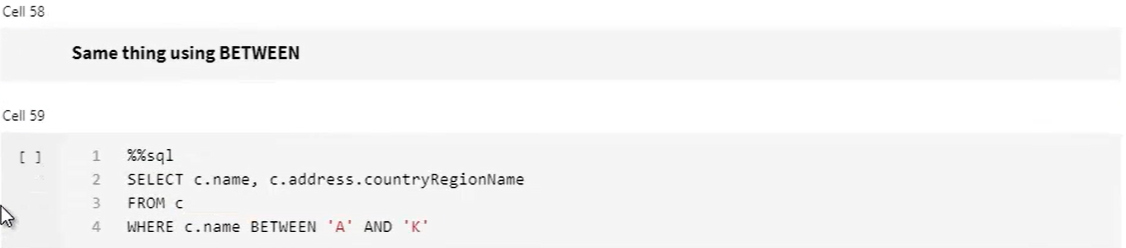 Cell 58
Same thing using BETWEEN
Cell 59
[ ] 1 %%sql
2 SELECT c.name, c.address.countryRegionName
3 FROM c
4 WHERE c.name BETWEEN 'A' AND 'K'